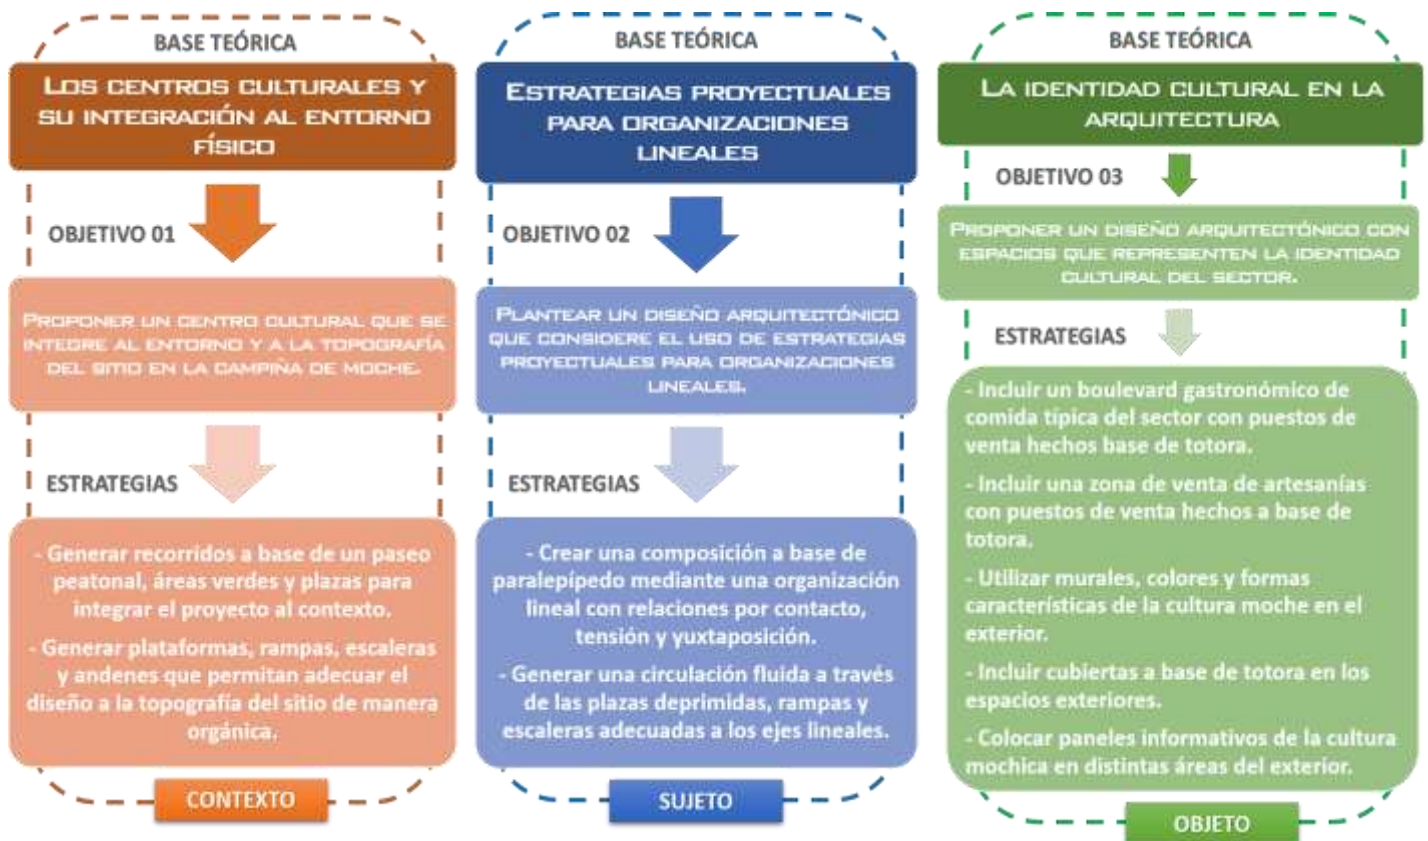 BASE TEÓRICA
LOS CENTROS CULTURALES Y
SU INTEGRACIÓN AL ENTORNO
FÍSICO
OBJETIVO 01
PROPONER UN CENTRO CULTURAL QUE SE
INTEGRE AL ENTORNO Y A LA TOPOGRAFÍA
DEL SITIO EN LA CAMPIÑA DE MOCHE.
ESTRATEGIAS
- Generar recorridos a base de un paseo
peatonal, áreas verdes y plazas para
integrar el proyecto al contexto.
- Generar plataformas, rampas, escaleras
y andenes que permitan adecuar el
diseño a la topografía del sitio de manera
orgánica.
CONTEXTO
BASE TEÓRICA
ESTRATEGIAS PROYECTUALES
PARA ORGANIZACIONES
LINEALES
OBJETIVO 02
PLANTEAR UN DISEÑO ARQUITECTÓNICO
QUE CONSIDERE EL USO DE ESTRATEGIAS
PROYECTUALES PARA ORGANIZACIONES
LINEALES.
ESTRATEGIAS
- Crear una composición a base de
paralepípedo mediante una organización
lineal con relaciones por contacto,
tensión y yuxtaposición.
- Generar una circulación fluida a través
de las plazas deprimidas, rampas y
escaleras adecuadas a los ejes lineales.
SUJETO
BASE TEÓRICA
LA IDENTIDAD CULTURAL EN LA
ARQUITECTURA
OBJETIVO 03
PROPONER UN DISEÑO ARQUITECTÓNICO CON
ESPACIOS QUE REPRESENTEN LA IDENTIDAD
CULTURAL DEL SECTOR.
ESTRATEGIAS
- Incluir un boulevard gastronómico de
comida típica del sector con puestos de
venta hechos base de totora.
- Incluir una zona de venta de artesanías
con puestos de venta hechos a base de
totora.
- Utilizar murales, colores y formas
características de la cultura moche en el
exterior.
- Incluir cubiertas a base de totora en los
espacios exteriores.
- Colocar paneles informativos de la cultura
mochica en distintas áreas del exterior.
OBJETO